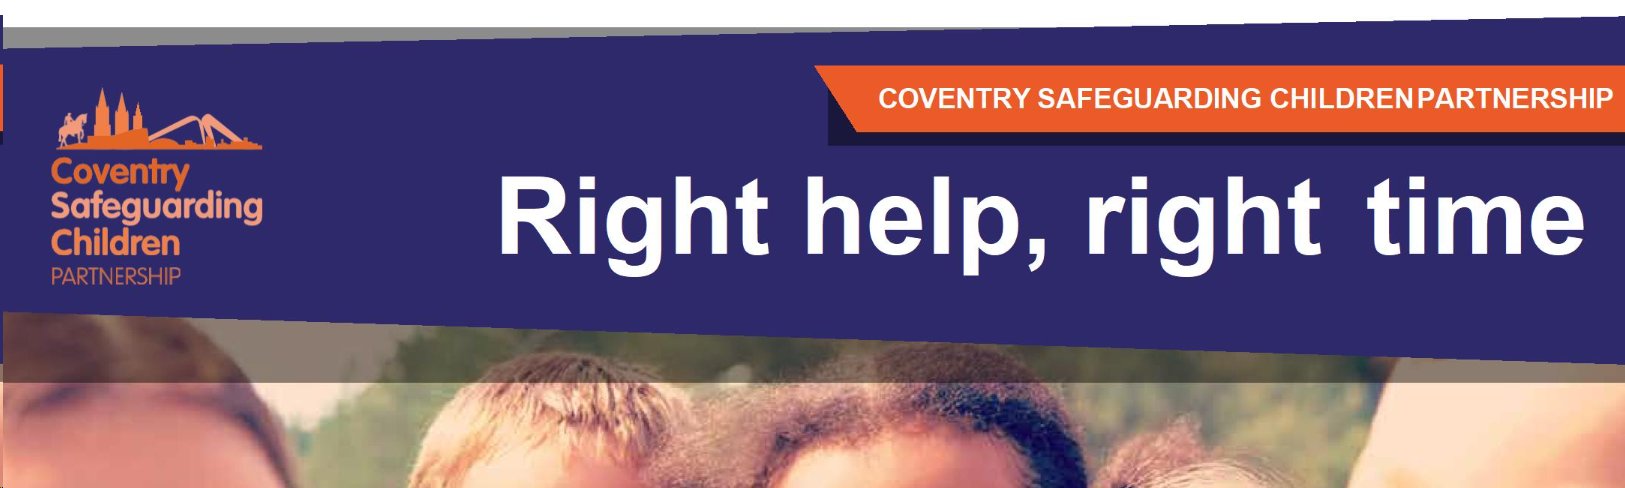 COVENTRY SAFEGUARDING CHILDREN PARTNERSHIP
Coventry
Safeguarding
Children
PARTNERSHIP
Right help, right time